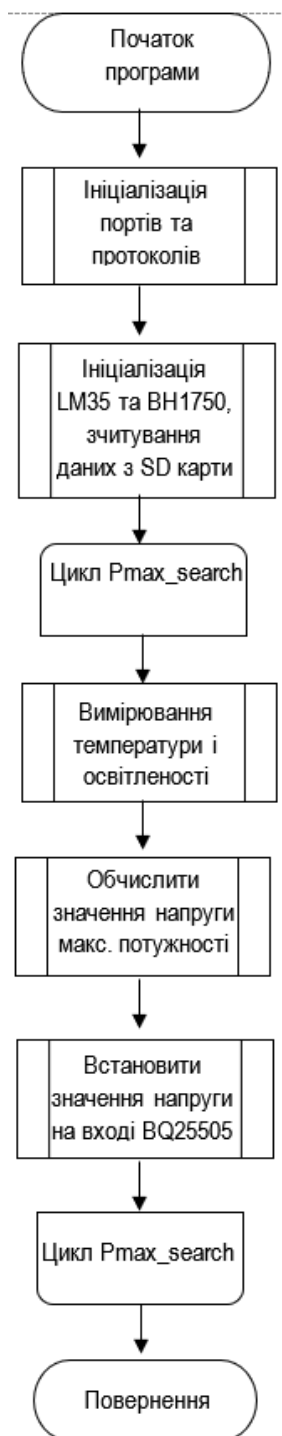 Початок
програми
Ініціалізація
портів та
протоколів
Ініціалізація
LM35 та BH1750,
зчитування
даних з SD карти
Цикл Pmax_search
Вимірювання
температури і
освітленості
Обчислити
значення напруги
макс. потужності
Встановити
значення напруги
на вході BQ25505
Цикл Pmax_search
Повернення